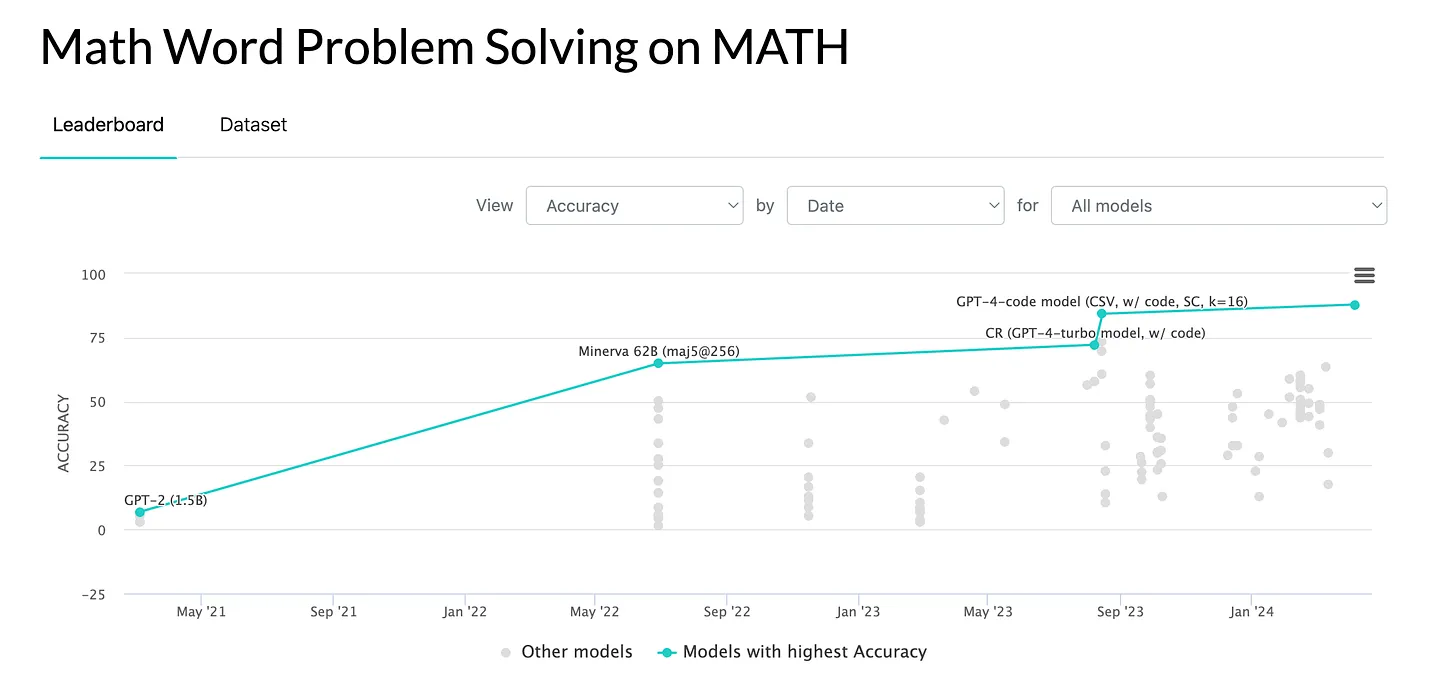 Math Word Problem Solving on MATH
Leaderboard Dataset
View Accuracy by Date for All models
100
GPT-4-code model (CSV, w/ code, SC, k=16)
75
CR (GPT-4-turbo model, w/ code)
Minerva 62B (maj5@256)
50
ACCURACY
25
GPT-2 (1.5B)
0
-25
May '21 Sep '21 Jan '22 May '22 Sep '22 Jan '23 May '23 Sep '23 Jan '24
Other models Models with highest Accuracy